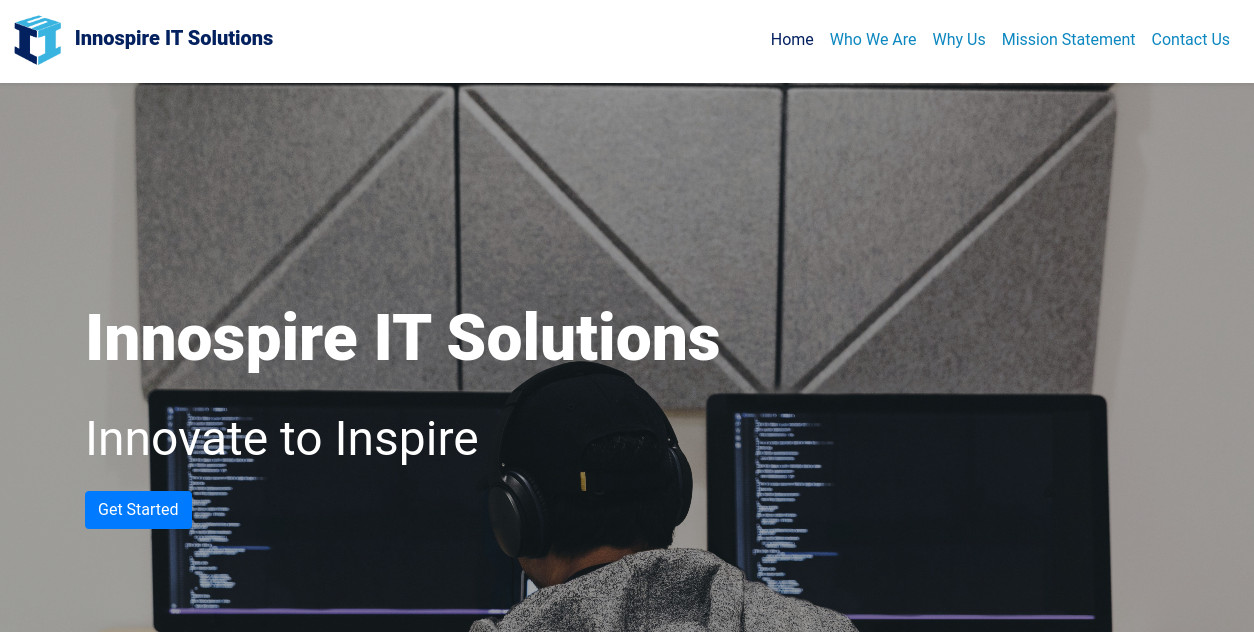 Innospire IT Solutions
Home Who We Are Why Us Mission Statement Contact Us
Innospire IT Solutions
Innovate to Inspire
Get Started